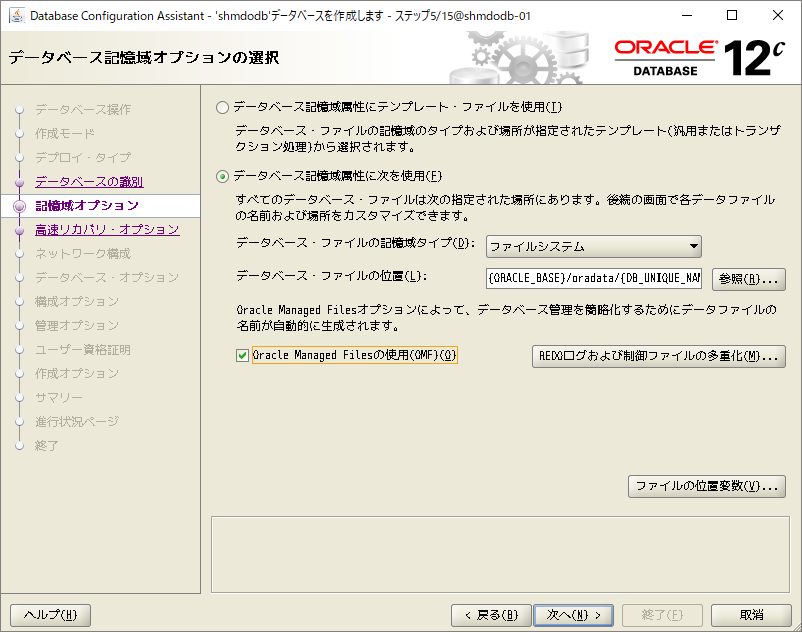 Database Configuration Assistant - 'shmdodb'データベースを作成します - ステップ5/15@shmdodb-01
データベース記憶域オプションの選択
ORACLE
DATABASE
12c
データベース操作
作成モード
デプロイ・タイプ
データベースの識別
記憶域オプション
高速リカバリ・オプション
ネットワーク構成
データベース・オプション
構成オプション
管理オプション
ユーザー資格証明
作成オプション
サマリー
進行状況ページ
終了
データベース記憶域属性にテンプレート・ファイルを使用(I)
データベース・ファイルの記憶域のタイプおよび場所が指定されたテンプレート(汎用またはトランザ
クション処理)から選択されます。
データベース記憶域属性に次を使用(F)
すべてのデータベース・ファイルは次の指定された場所にあります。後続の画面で各データファイル
の名前および場所をカスタマイズできます。
データベース・ファイルの記憶域タイプ(D):
ファイルシステム
データベース・ファイルの位置(L):
{ORACLE_BASE}/oradata/{DB_UNIQUE_NAM
参照(R)...
Oracle Managed Filesオプションによって、データベース管理を簡略化するためにデータファイルの
名前が自動的に生成されます。
Oracle Managed Filesの使用(OMF)(O)
REDOログおよび制御ファイルの多重化(M)...
ファイルの位置変数(V)...
ヘルプ(H)
< 戻る(B)
次へ(N) >
終了(F)
取消